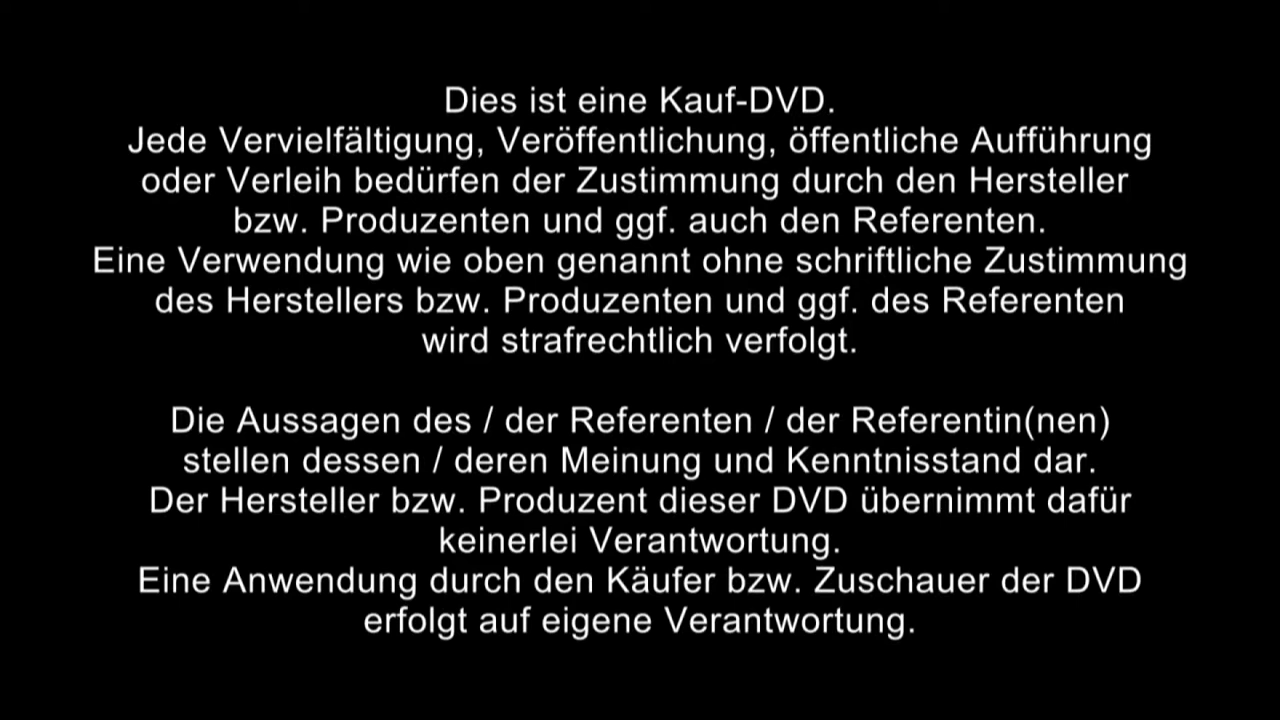 Dies ist eine Kauf-DVD.
Jede Vervielfältigung, Veröffentlichung, öffentliche Aufführung
oder Verleih bedürfen der Zustimmung durch den Hersteller
bzw. Produzenten und ggf. auch den Referenten.
Eine Verwendung wie oben genannt ohne schriftliche Zustimmung
des Herstellers bzw. Produzenten und ggf. des Referenten
wird strafrechtlich verfolgt.
Die Aussagen des / der Referenten / der Referentin(nen)
stellen dessen / deren Meinung und Kenntnisstand dar.
Der Hersteller bzw. Produzent dieser DVD übernimmt dafür
keinerlei Verantwortung.
Eine Anwendung durch den Käufer bzw. Zuschauer der DVD
erfolgt auf eigene Verantwortung.